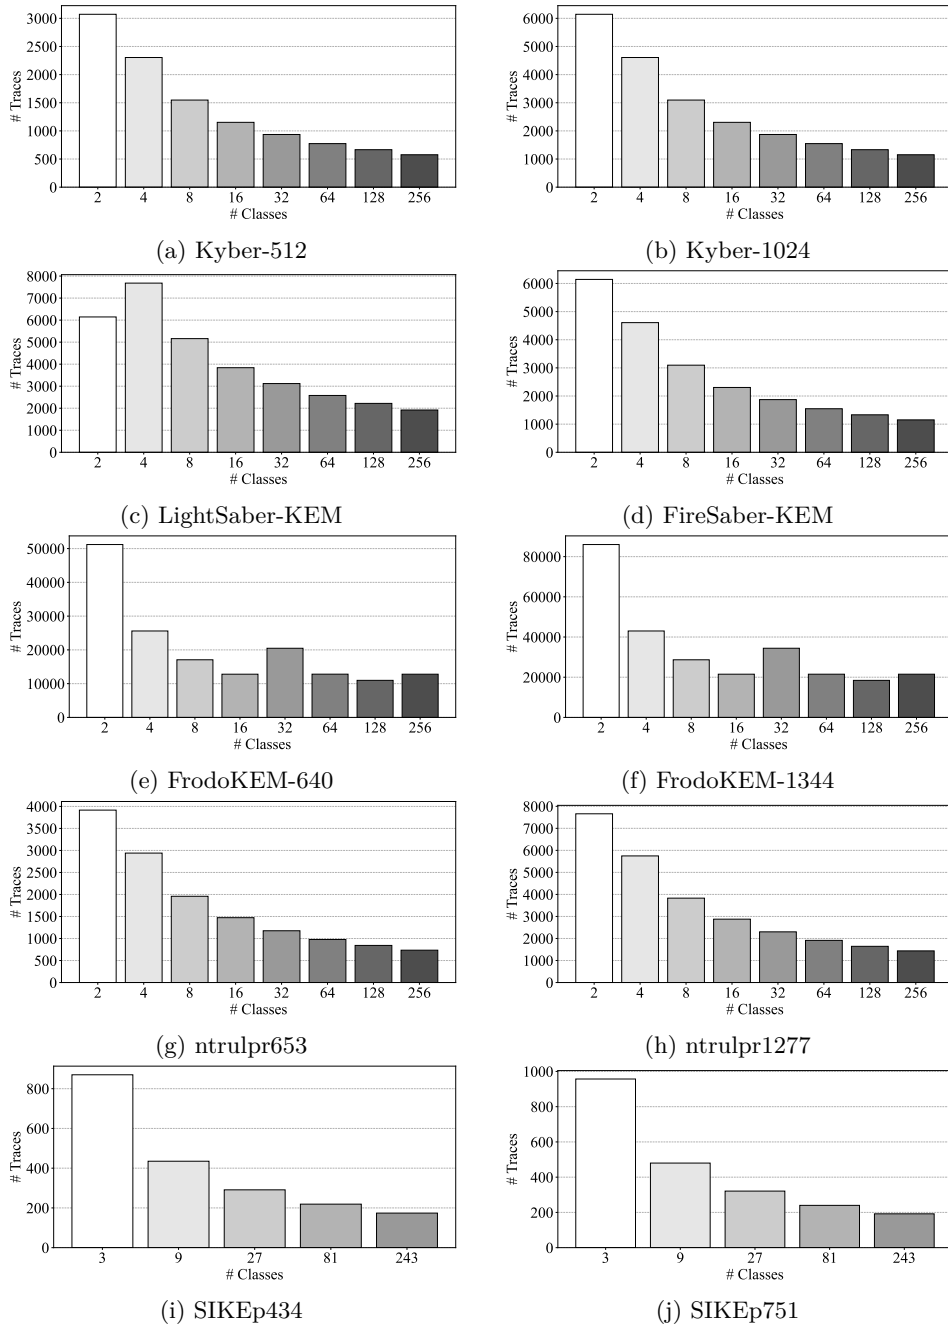 # Traces
3000
2500
2000
1500
1000
500
0
2 4 8 16 32 64 128 256
# Classes
(a) Kyber-512
# Traces
6000
5000
4000
3000
2000
1000
0
2 4 8 16 32 64 128 256
# Classes
(b) Kyber-1024
# Traces
8000
7000
6000
5000
4000
3000
2000
1000
0
2 4 8 16 32 64 128 256
# Classes
(c) LightSaber-KEM
# Traces
6000
5000
4000
3000
2000
1000
0
2 4 8 16 32 64 128 256
# Classes
(d) FireSaber-KEM
# Traces
50000
40000
30000
20000
10000
0
2 4 8 16 32 64 128 256
# Classes
(e) FrodoKEM-640
# Traces
80000
60000
40000
20000
0
2 4 8 16 32 64 128 256
# Classes
(f) FrodoKEM-1344
# Traces
4000
3500
3000
2500
2000
1500
1000
500
0
2 4 8 16 32 64 128 256
# Classes
(g) ntrulpr653
# Traces
8000
7000
6000
5000
4000
3000
2000
1000
0
2 4 8 16 32 64 128 256
# Classes
(h) ntrulpr1277
# Traces
800
600
400
200
0
3 9 27 81 243
# Classes
(i) SIKEp434
# Traces
1000
800
600
400
200
0
3 9 27 81 243
# Classes
(j) SIKEp751